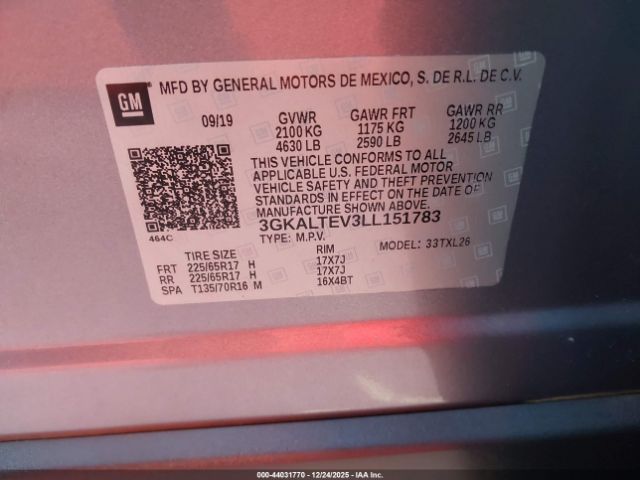 GM
MFD BY GENERAL MOTORS DE MEXICO, S. DE R.L. DE C.V.
09/19 GVWR GAWR FRT GAWR RR
2100 KG 1175 KG 1200 KG
4630 LB 2590 LB 2645 LB
THIS VEHICLE CONFORMS TO ALL
APPLICABLE U.S. FEDERAL MOTOR
VEHICLE SAFETY AND THEFT PREVENTION
STANDARDS IN EFFECT ON THE DATE OF
MANUFACTURE SHOWN ABOVE.
464C
3GKALTEV3LL151783
TYPE: M.P.V. MODEL: 33TXL26
TIRE SIZE RIM
FRT 225/65R17 H 17X7J
RR 225/65R17 H 17X7J
SPA T135/70R16 M 16X4BT
000-44031770 — 12/24/2025 — IAA Inc.